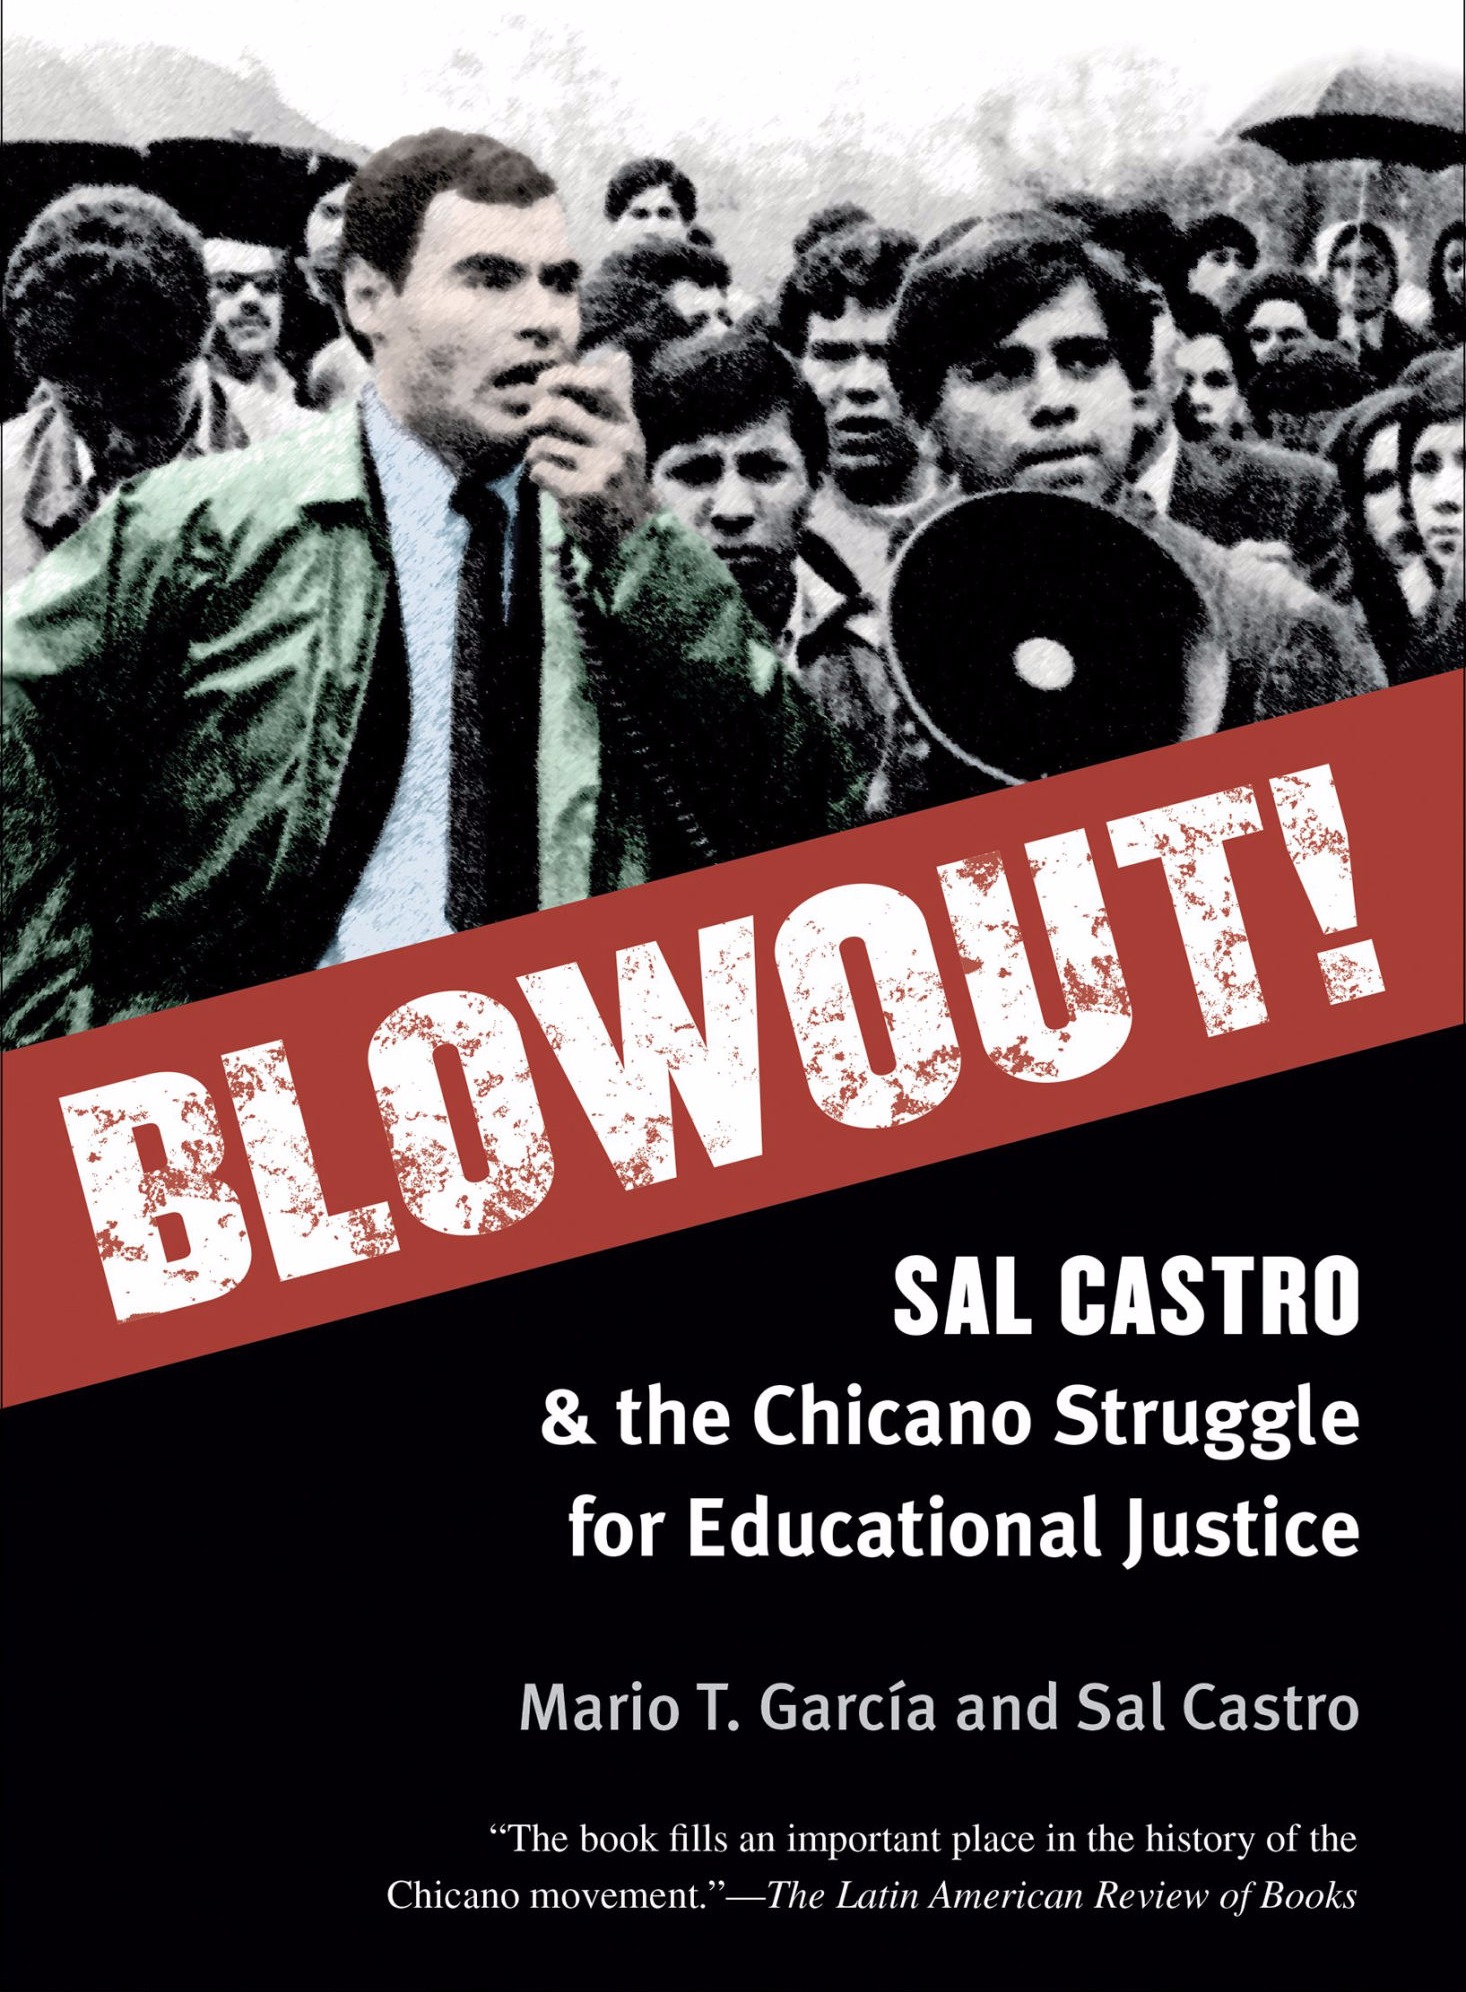 BLOWOUT!
SAL CASTRO
& the Chicano Struggle
for Educational Justice
Mario T. García and Sal Castro
“The book fills an important place in the history of the
Chicano movement.”—The Latin American Review of Books